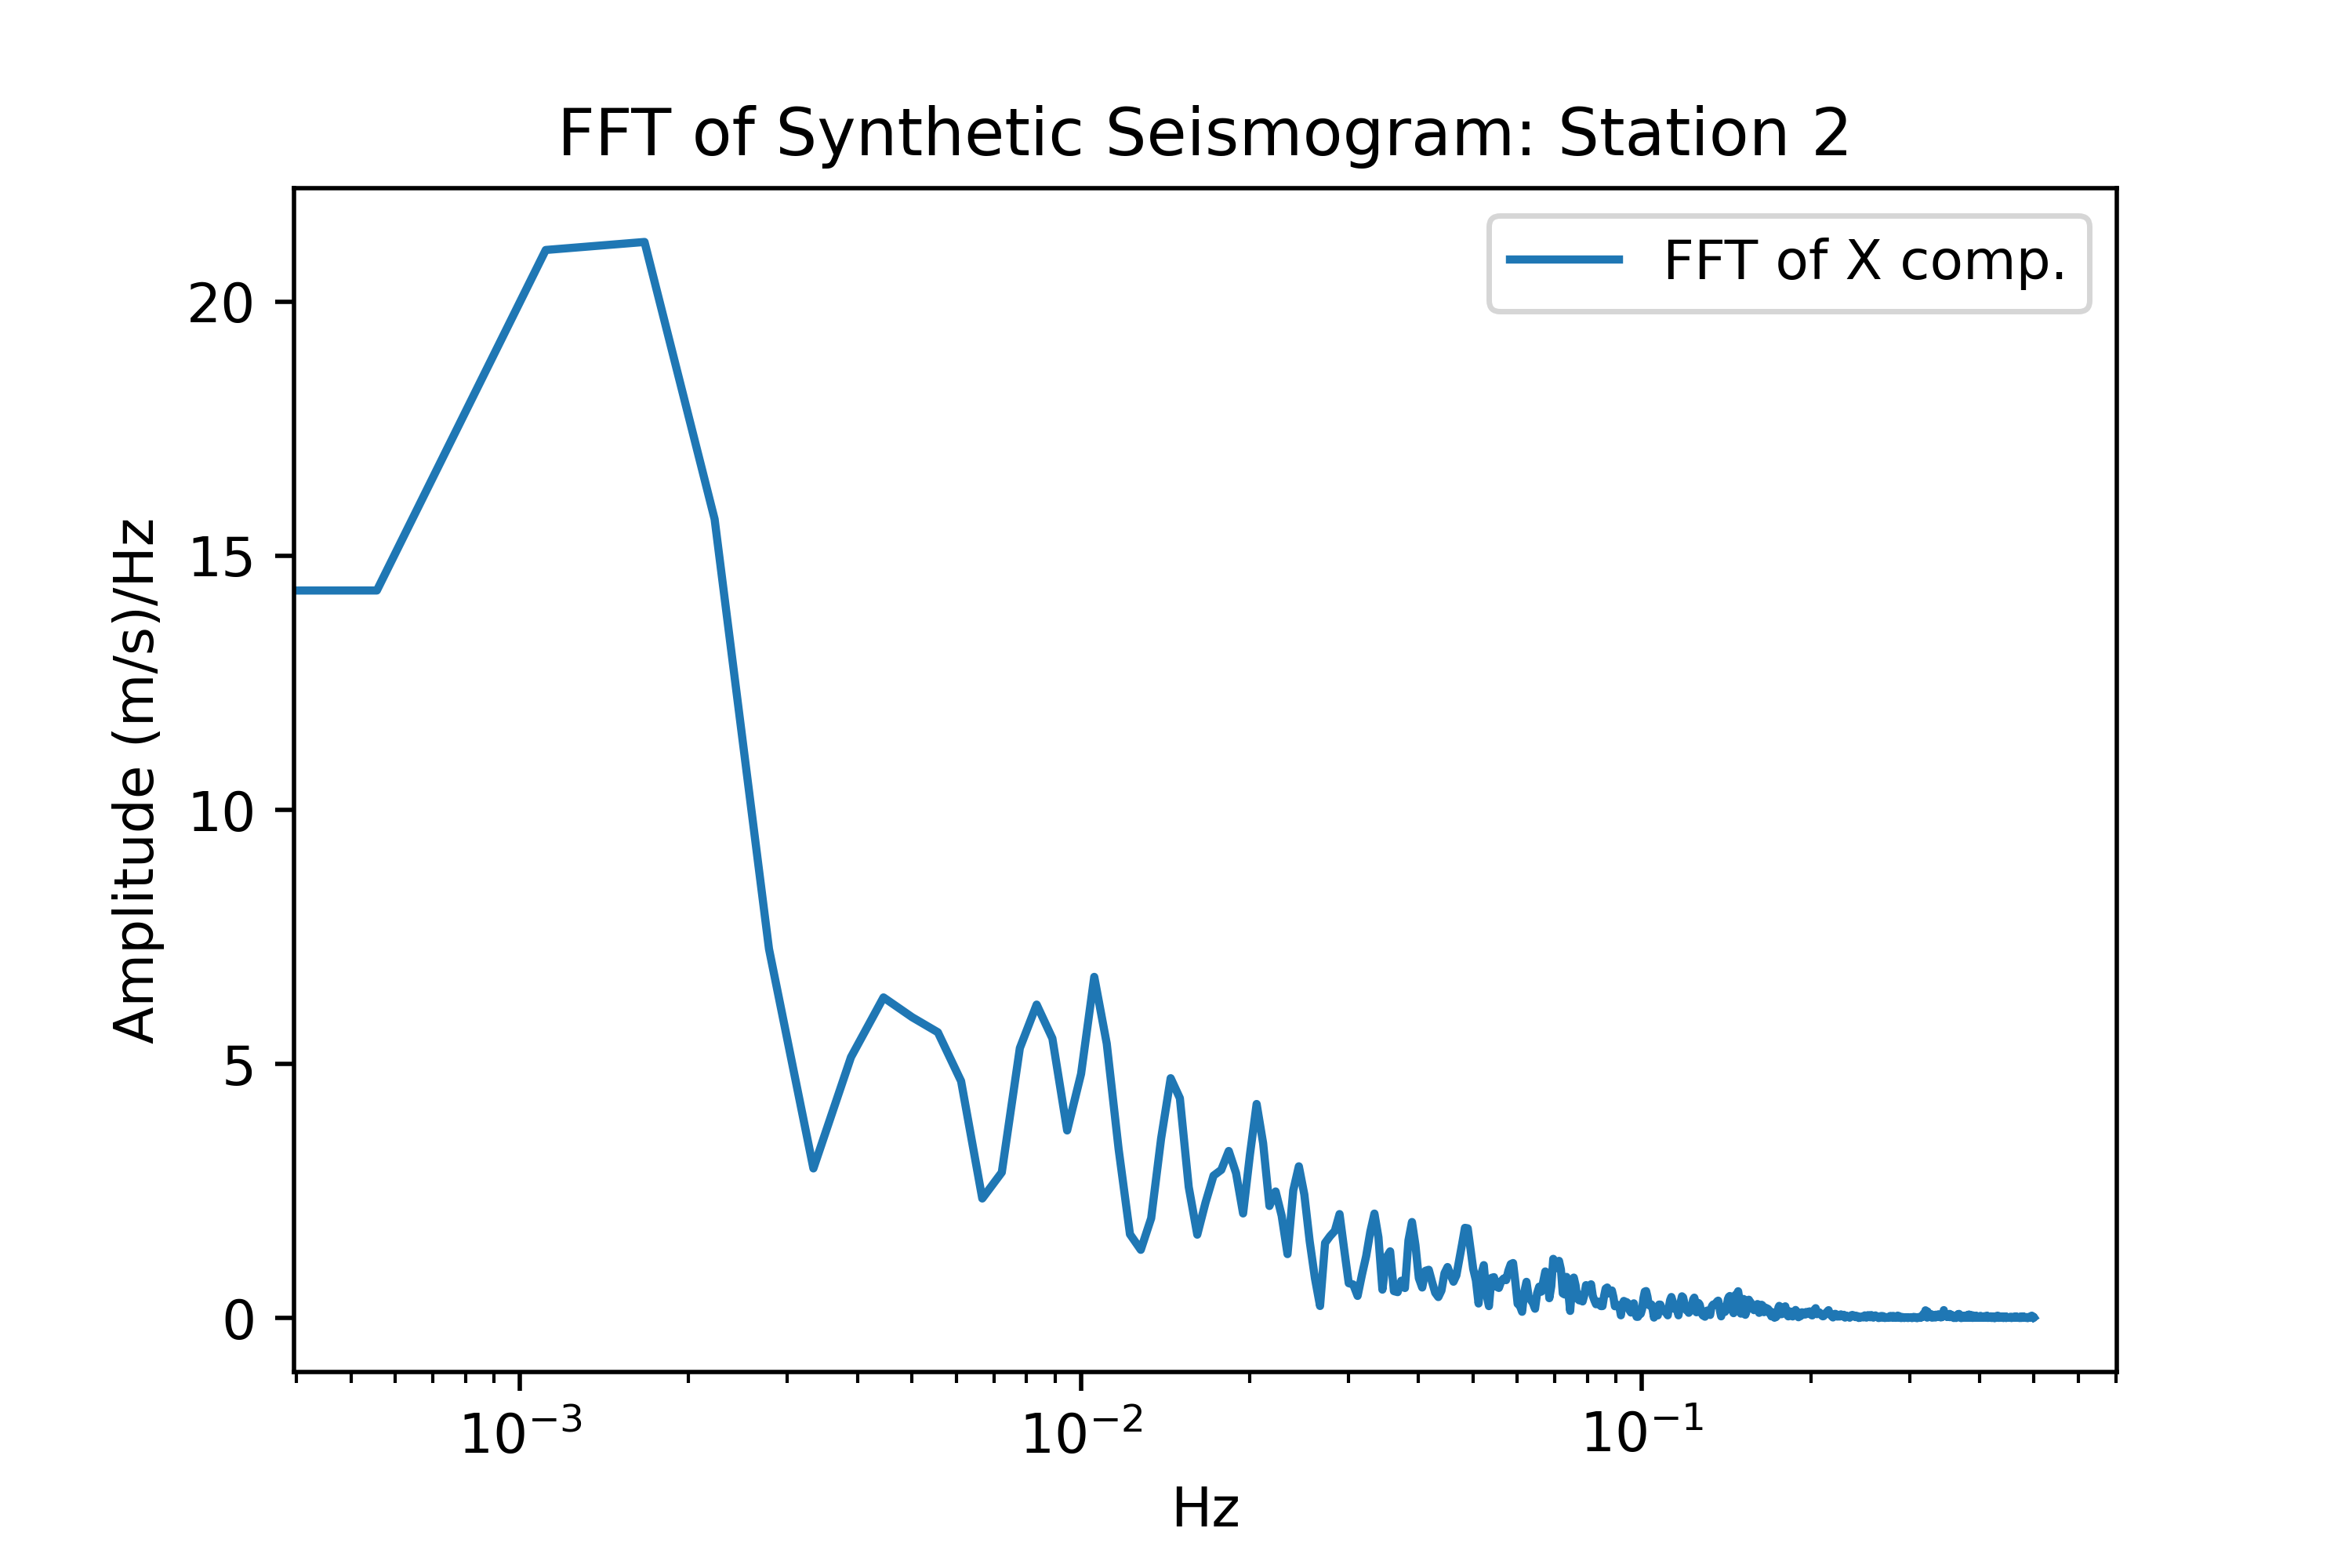 FFT of Synthetic Seismogram: Station 2
FFT of X comp.
Amplitude (m/s)/Hz
20
15
10
5
0
10⁻³ 10⁻² 10⁻¹
Hz